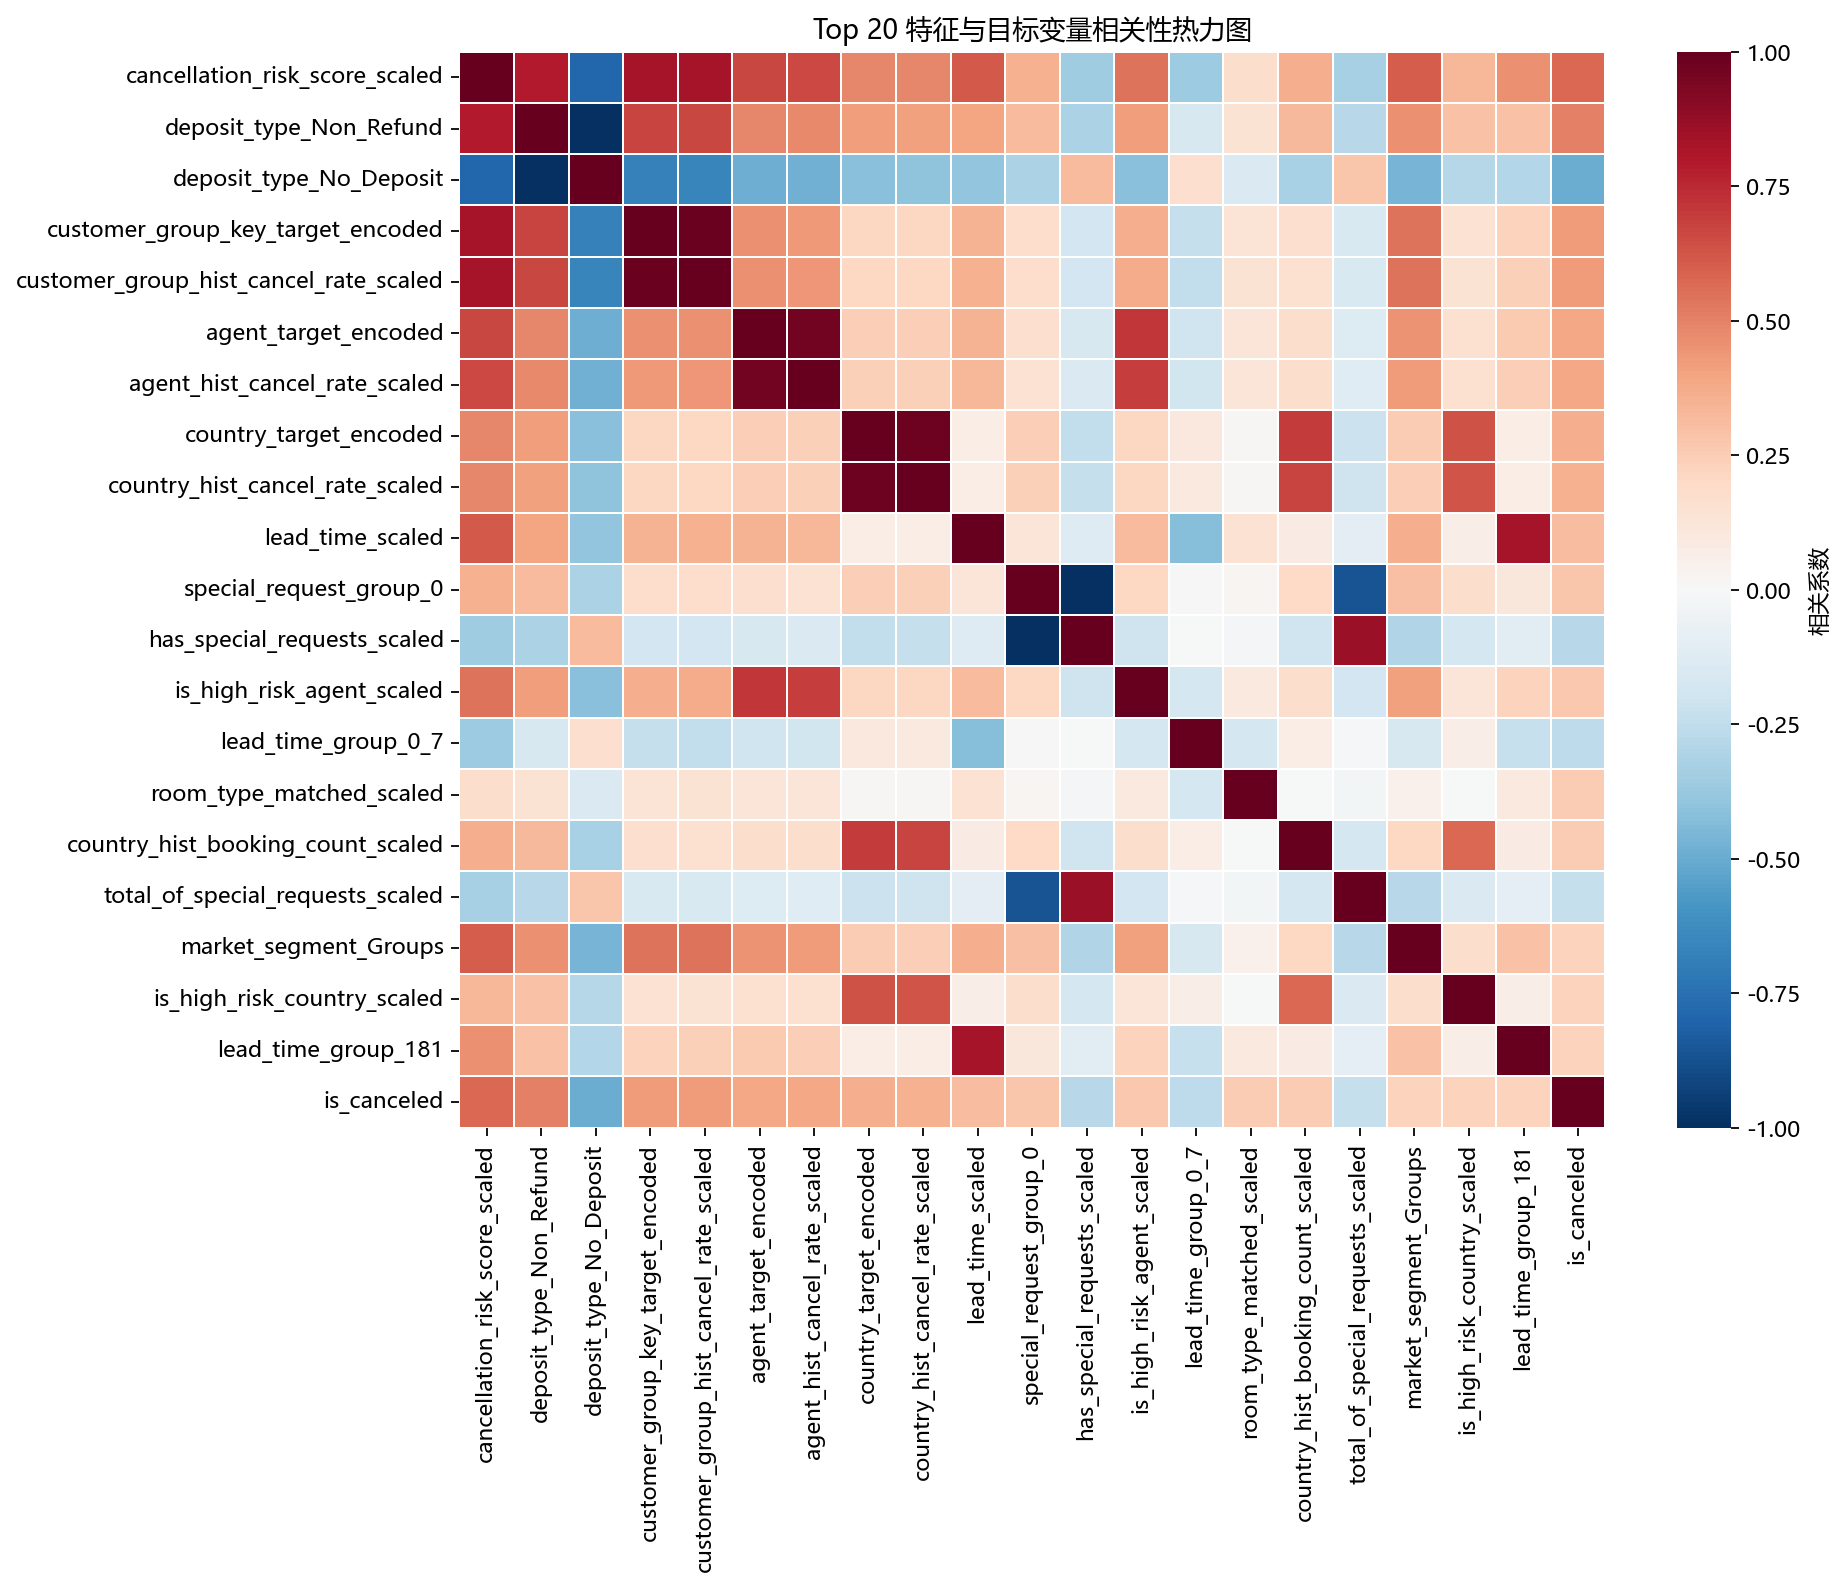 Top 20 特征与目标变量相关性热力图
cancellation_risk_score_scaled
deposit_type_Non_Refund
deposit_type_No_Deposit
customer_group_key_target_encoded
customer_group_hist_cancel_rate_scaled
agent_target_encoded
agent_hist_cancel_rate_scaled
country_target_encoded
country_hist_cancel_rate_scaled
lead_time_scaled
special_request_group_0
has_special_requests_scaled
is_high_risk_agent_scaled
lead_time_group_0_7
room_type_matched_scaled
country_hist_booking_count_scaled
total_of_special_requests_scaled
market_segment_Groups
is_high_risk_country_scaled
lead_time_group_181
is_canceled
cancellation_risk_score_scaled
deposit_type_Non_Refund
deposit_type_No_Deposit
customer_group_key_target_encoded
customer_group_hist_cancel_rate_scaled
agent_target_encoded
agent_hist_cancel_rate_scaled
country_target_encoded
country_hist_cancel_rate_scaled
lead_time_scaled
special_request_group_0
has_special_requests_scaled
is_high_risk_agent_scaled
lead_time_group_0_7
room_type_matched_scaled
country_hist_booking_count_scaled
total_of_special_requests_scaled
market_segment_Groups
is_high_risk_country_scaled
lead_time_group_181
is_canceled
1.00
0.75
0.50
0.25
0.00
-0.25
-0.50
-0.75
-1.00
相关系数